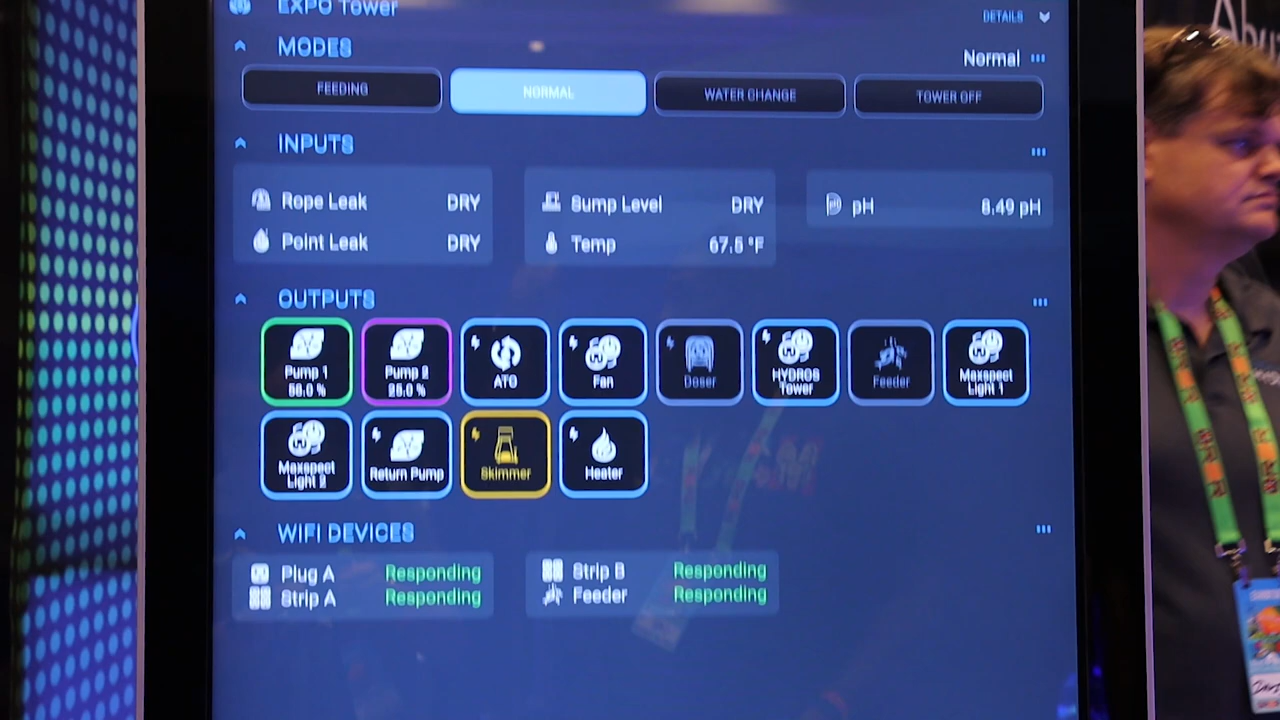 EXPO Tower
DETAILS
MODES
Normal
FEEDING
NORMAL
WATER CHANGE
TOWER OFF
INPUTS
Rope Leak DRY
Point Leak DRY
Sump Level DRY
Temp 67.5 °F
pH 8.49 pH
OUTPUTS
Pump 1
Pump 2
25.0 %
ATO
Fan
Doser
HYDROS
Tower
Feeder
Maxspect
Light 1
Maxspect
Light 2
Return Pump
Skimmer
Heater
WIFI DEVICES
Plug A Responding
Strip A Responding
Strip B Responding
Feeder Responding